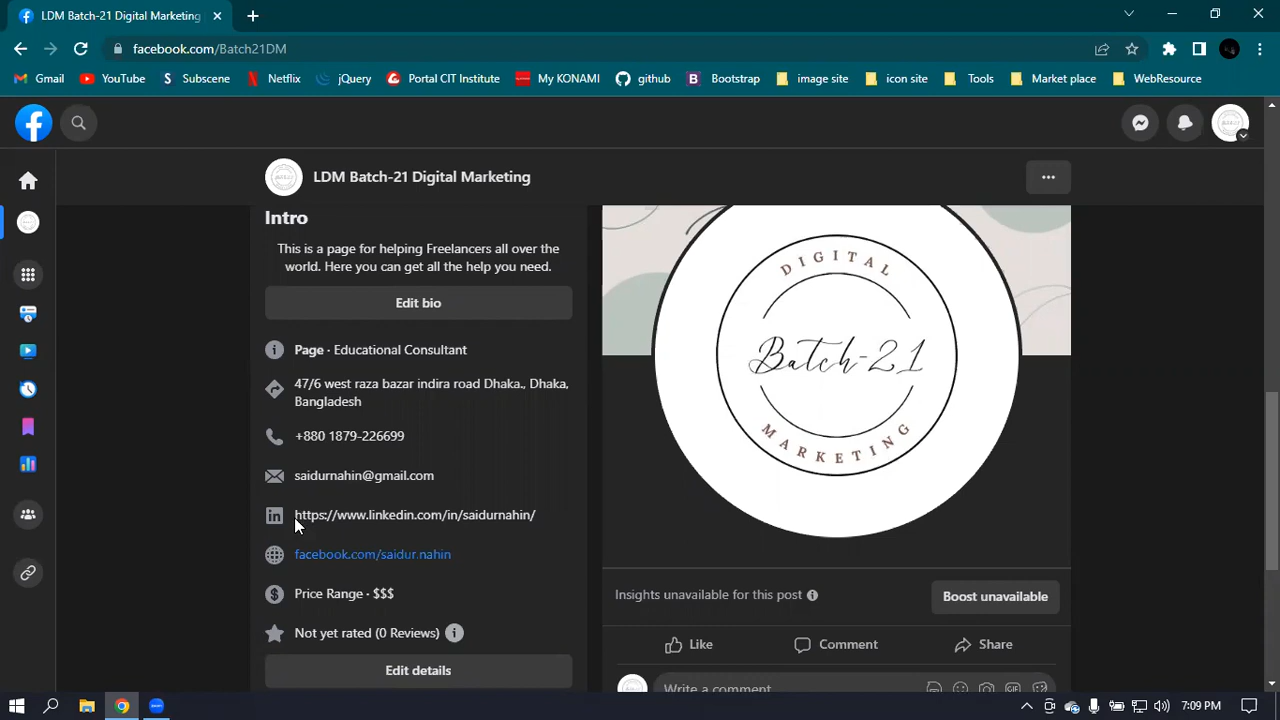 LDM Batch-21 Digital Marketing
facebook.com/Batch21DM
Gmail
YouTube
Subscene
Netflix
jQuery
Portal CIT Institute
My KONAMI
github
Bootstrap
image site
icon site
Tools
Market place
WebResource
LDM Batch-21 Digital Marketing
Intro
This is a page for helping Freelancers all over the
world. Here you can get all the help you need.
Edit bio
Page · Educational Consultant
47/6 west raza bazar indira road Dhaka., Dhaka,
Bangladesh
+880 1879-226699
saidurnahin@gmail.com
https://www.linkedin.com/in/saidurnahin/
facebook.com/saidur.nahin
Price Range · $$$
Not yet rated (0 Reviews)
Edit details
DIGITAL
Batch-21
MARKETING
Insights unavailable for this post
Boost unavailable
Like
Comment
Share
Write a comment...
7:09 PM